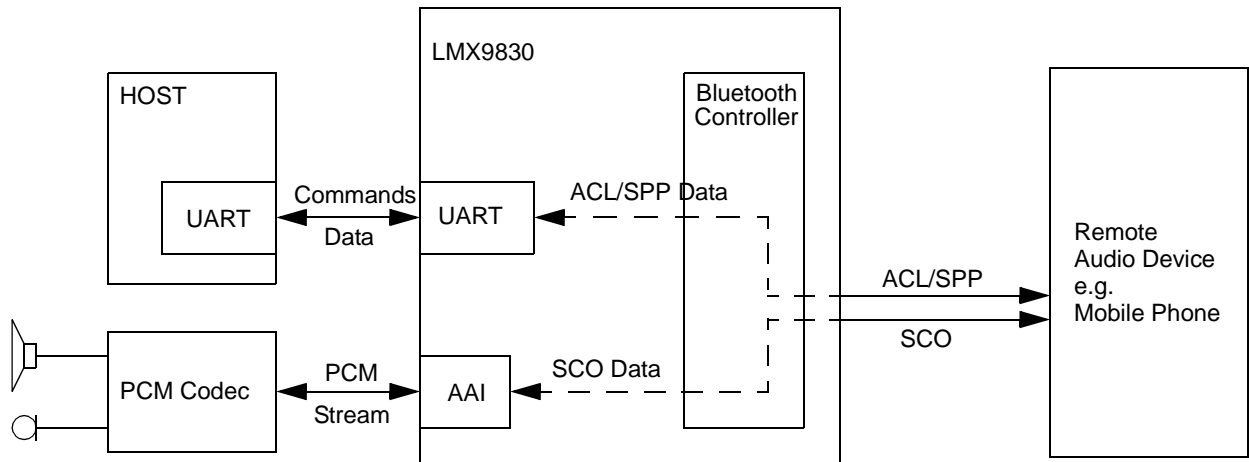 LMX9830
HOST
Bluetooth
Controller
Commands
ACL/SPP Data
UART
UART
Data
Remote
Audio Device
e.g.
Mobile Phone
ACL/SPP
SCO
PCM
SCO Data
PCM Codec
AAI
Stream